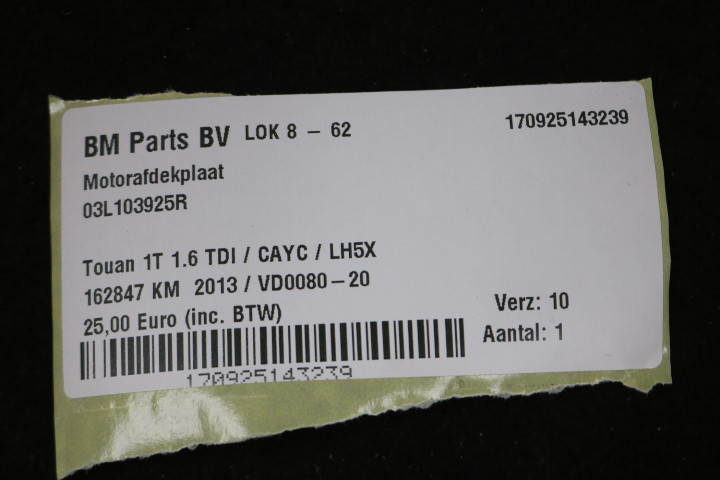 BM Parts BV LOK 8 - 62 170925143239
Motorafdekplaat
03L103925R
Touan 1T 1.6 TDI / CAYC / LH5X
162847 KM 2013 / VD0080-20
25,00 Euro (inc. BTW)
Verz: 10
Aantal: 1
170925143239